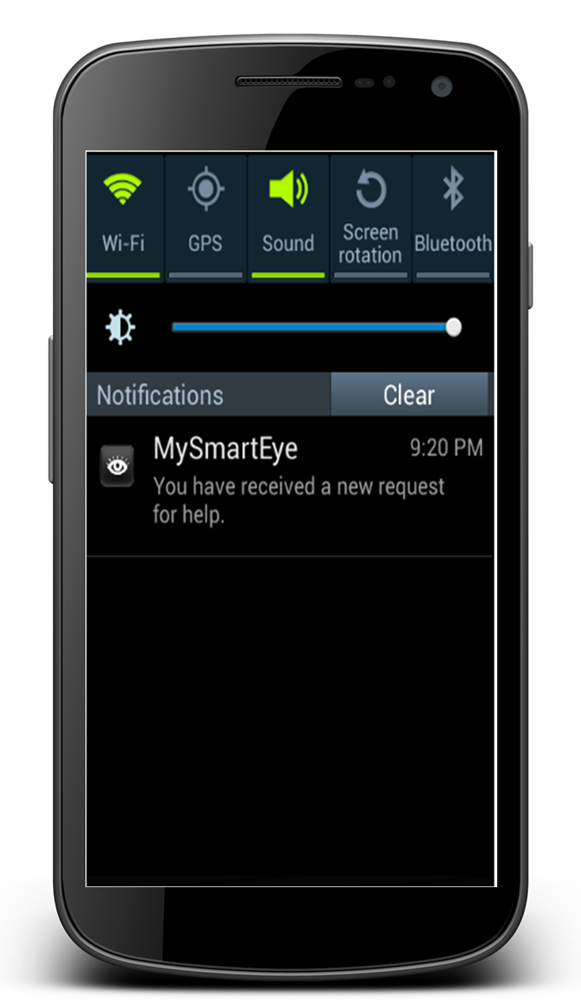 Wi-Fi
GPS
Sound
Screen
rotation
Bluetooth
Notifications
Clear
MySmartEye
9:20 PM
You have received a new request
for help.